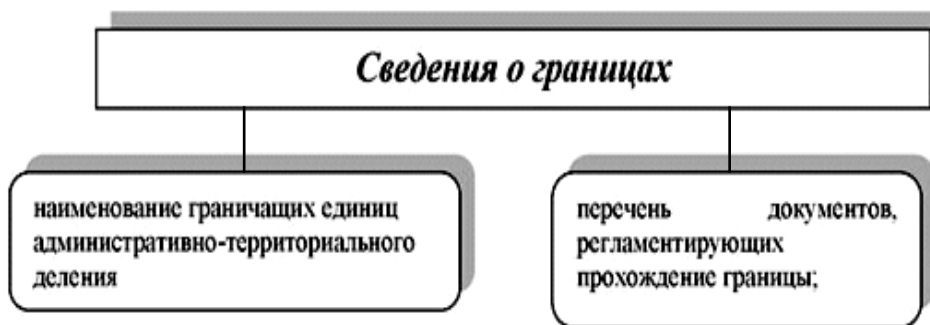 Сведения о границах
наименование граничащих единиц
административно-территориального
деления
перечень документов,
регламентирующих
прохождение границы;